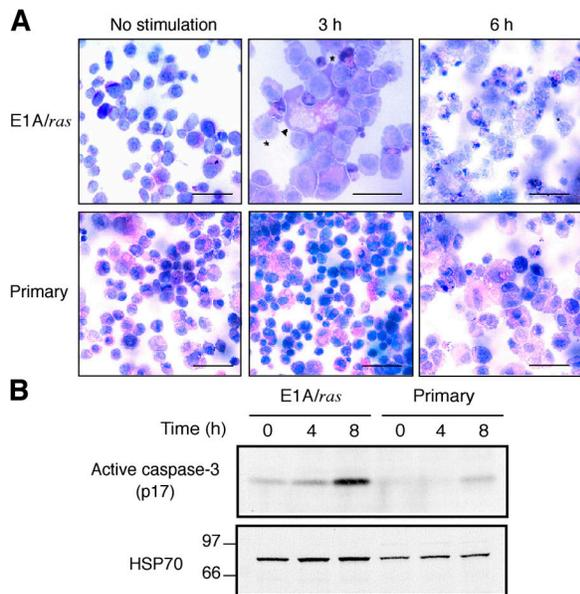 A
No stimulation 3 h 6 h
E1A/ras
*
*
*
Primary
B
E1A/ras Primary
Time (h) 0 4 8 0 4 8
Active caspase-3
(p17)
97
HSP70
66